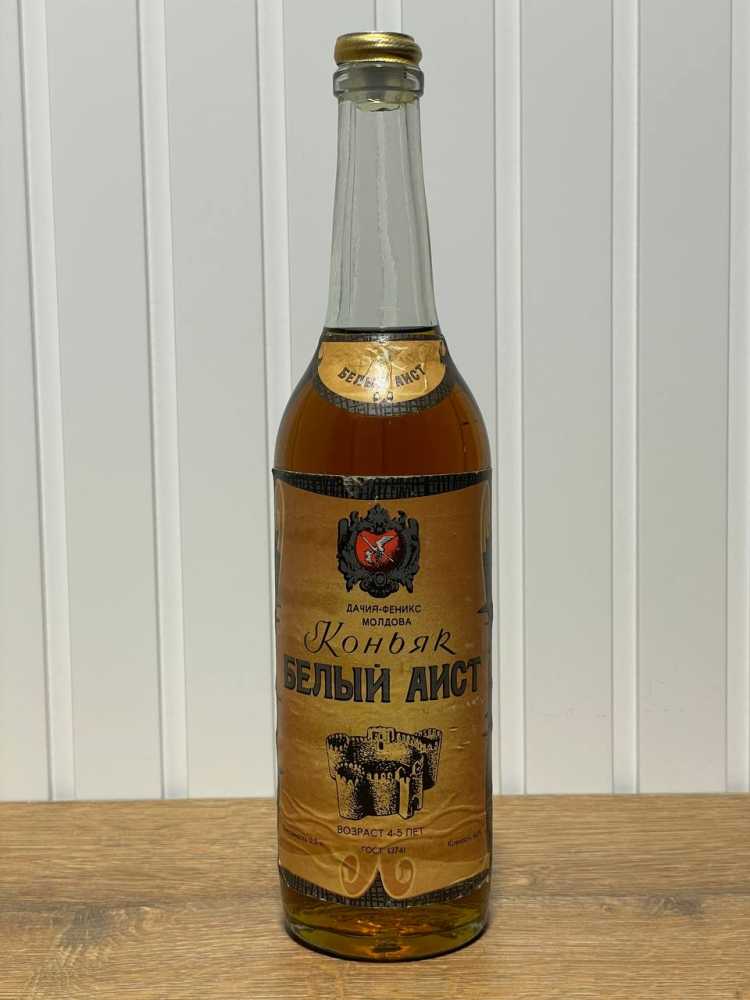 БЕЛЫЙ АИСТ
ДАЧИЯ-ФЕНИКС
МОЛДОВА
Коньяк
БЕЛЫЙ АИСТ
ВОЗРАСТ 4-5 ЛЕТ
ГОСТ 13741